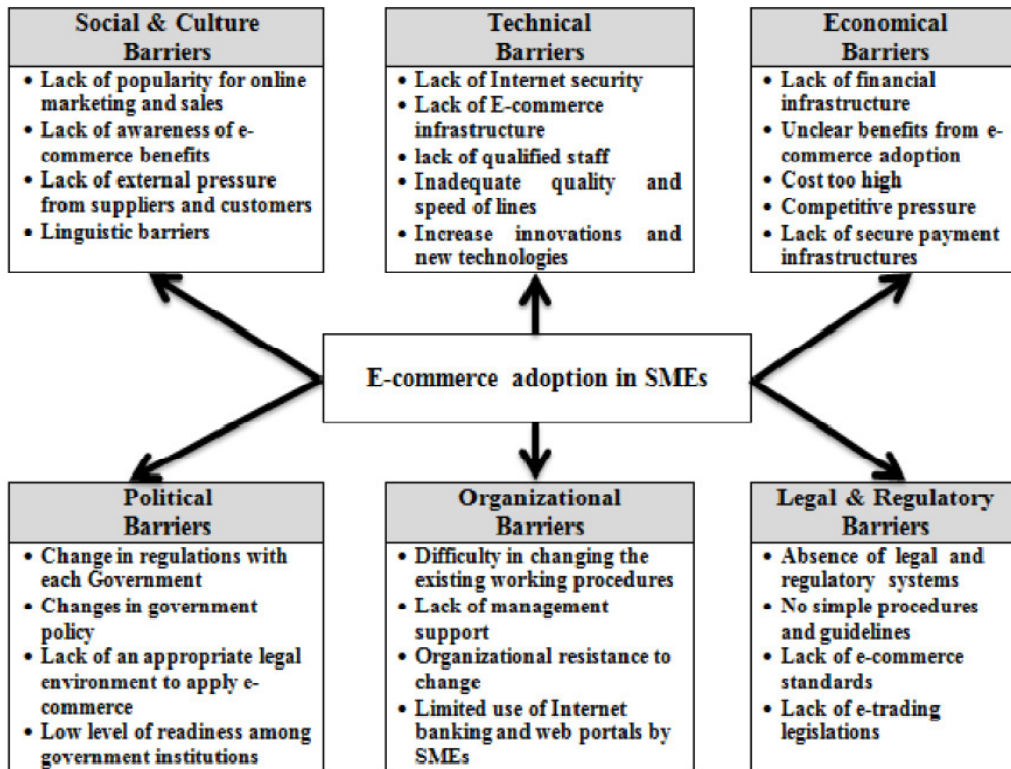 Social & Culture
Barriers
• Lack of popularity for online
marketing and sales
• Lack of awareness of e-
commerce benefits
• Lack of external pressure
from suppliers and customers
• Linguistic barriers
Technical
Barriers
• Lack of Internet security
• Lack of E-commerce
infrastructure
• lack of qualified staff
• Inadequate quality and
speed of lines
• Increase innovations and
new technologies
Economical
Barriers
• Lack of financial
infrastructure
• Unclear benefits from e-
commerce adoption
• Cost too high
• Competitive pressure
• Lack of secure payment
infrastructures
E-commerce adoption in SMEs
Political
Barriers
• Change in regulations with
each Government
• Changes in government
policy
• Lack of an appropriate legal
environment to apply e-
commerce
• Low level of readiness among
government institutions
Organizational
Barriers
• Difficulty in changing the
existing working procedures
• Lack of management
support
• Organizational resistance to
change
• Limited use of Internet
banking and web portals by
SMEs
Legal & Regulatory
Barriers
• Absence of legal and
regulatory systems
• No simple procedures
and guidelines
• Lack of e-commerce
standards
• Lack of e-trading
legislations